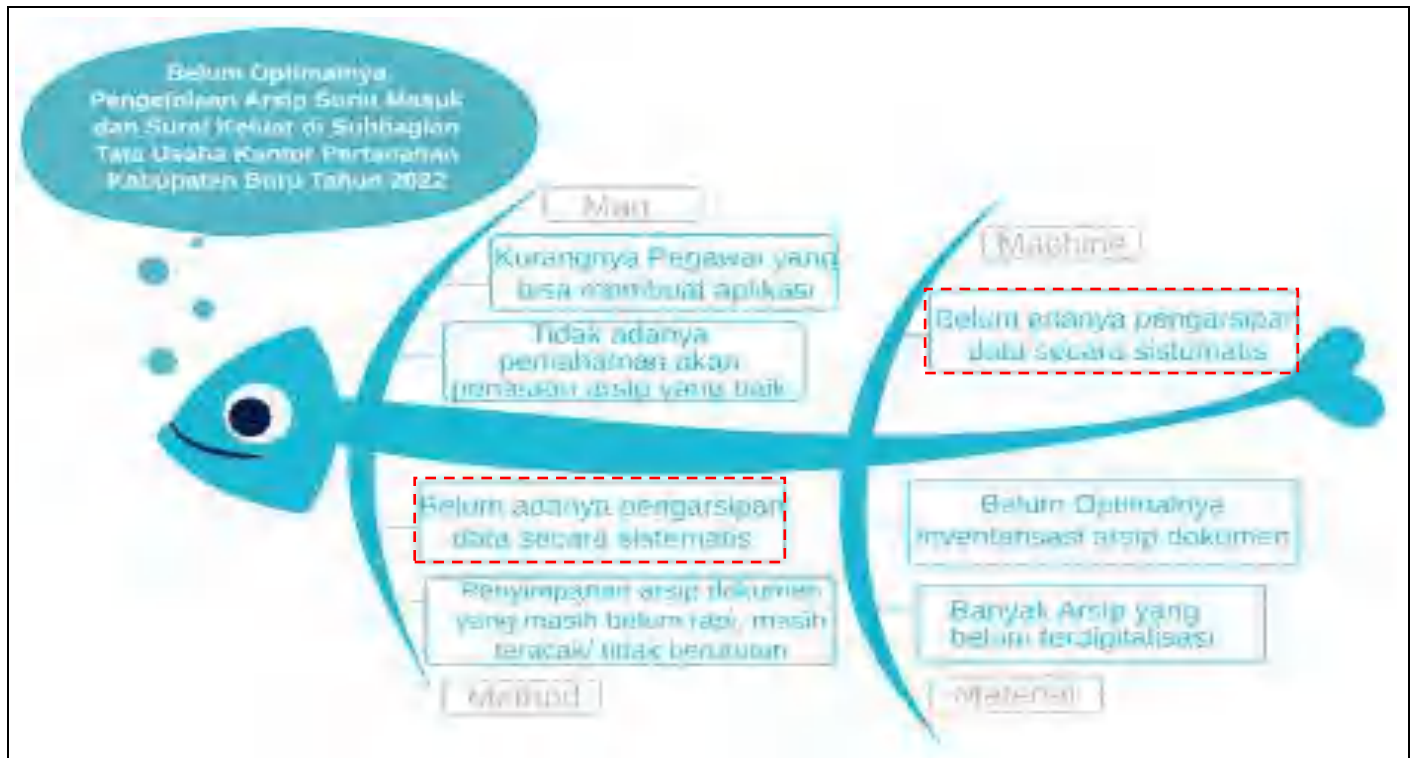 Belum Optimalnya
Pengelolaan Arsip Surat Masuk
dan Surat Keluar di Subbagian
Tata Usaha Kantor Pertanahan
Kabupaten Buru Tahun 2022
Man
Kurangnya Pegawai yang
bisa membuat aplikasi
Tidak adanya
pemahaman akan
arsip yang baik
Machine
Belum adanya pengarsipan
data secara sistematis
Belum adanya pengarsipan
data secara sistematis
Penyimpanan arsip dokumen
yang masih belum rapi, masih
teracak/ tidak berurutan
Method
Belum Optimalnya
inventarisasi arsip dokumen
Banyak Arsip yang
belum terdigitalisasi
Material